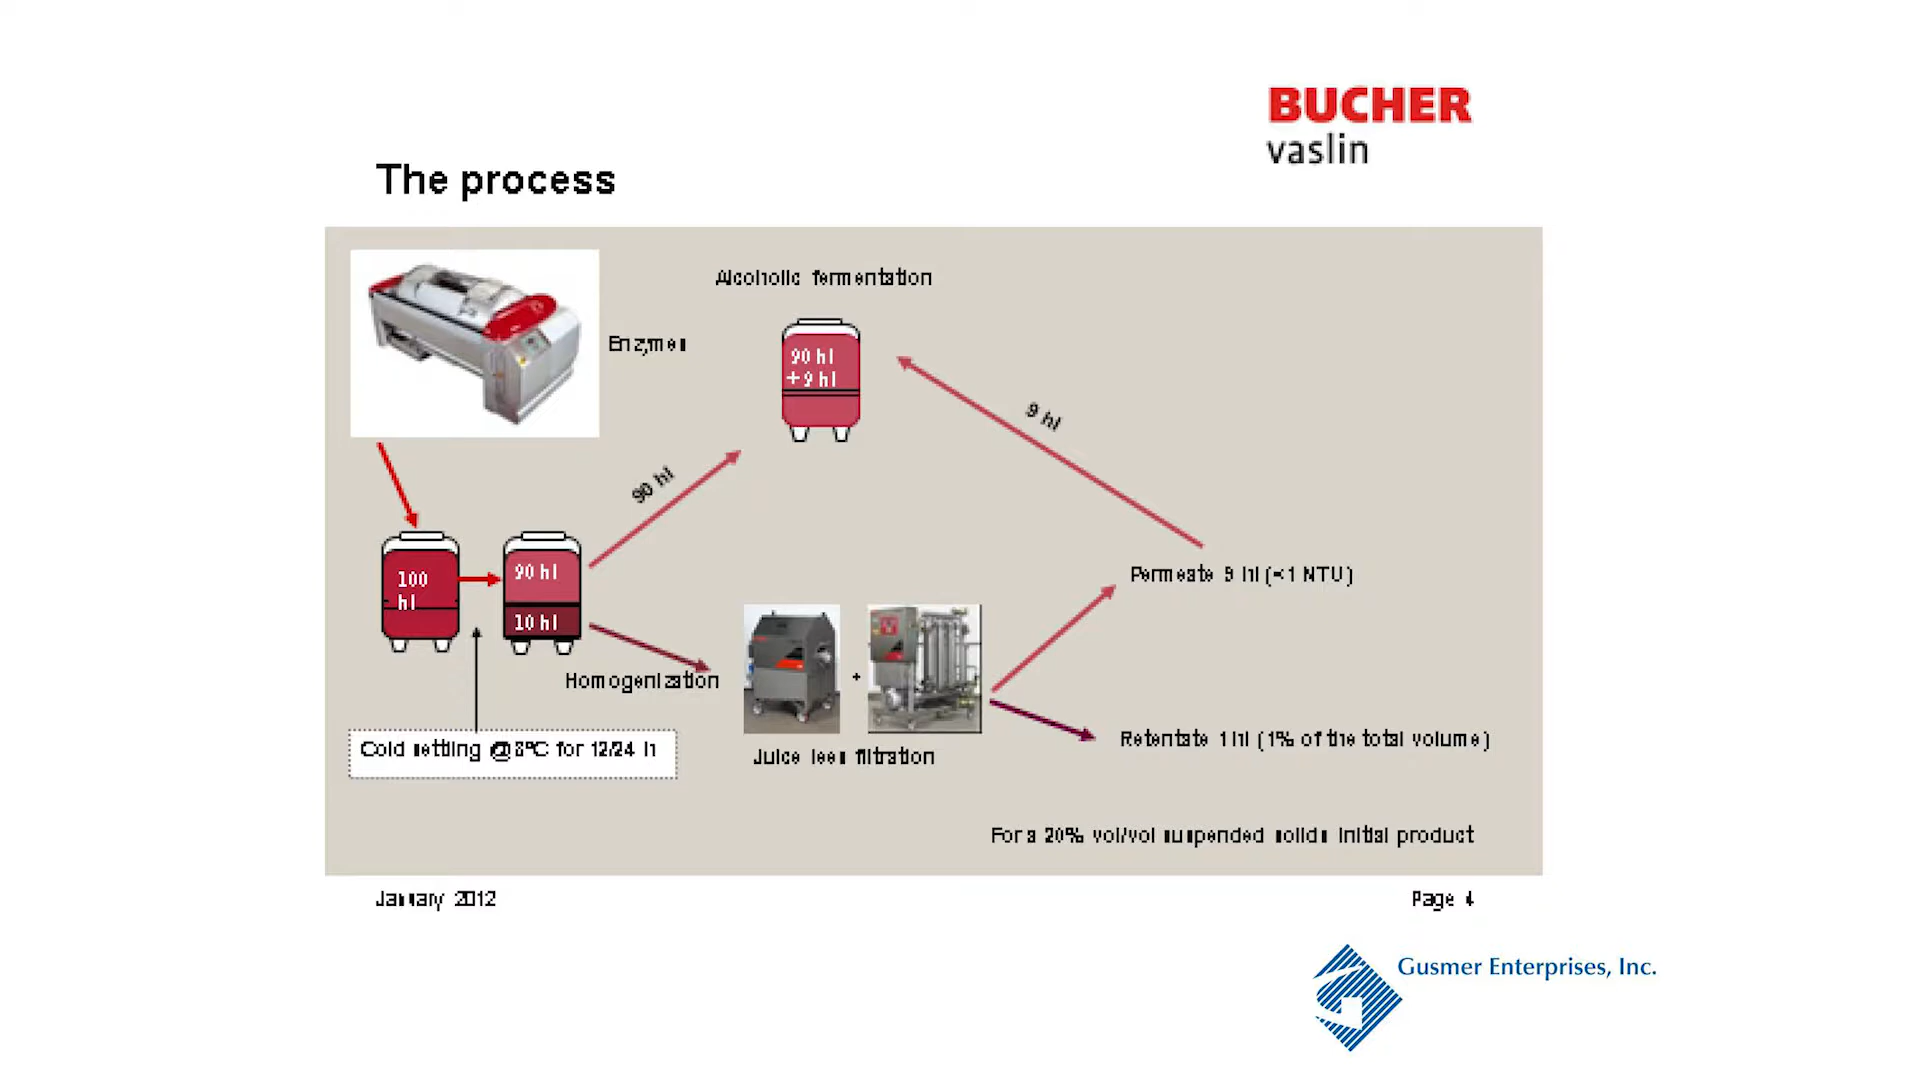 BUCHER
vaslin
The process
Alcoholic fermentation
Enzymes
90 hl
+9 hl
9 hl
90 hl
100
hl
90 hl
10 hl
Permeate 9 hl (<1 NTU)
Homogenization
+
Cold settling @8°C for 12/24 h
Juice lees filtration
Retentate 1 hl (1% of the total volume)
For a 20% vol/vol suspended solids initial product
January 2012
Page 4
Gusmer Enterprises, Inc.